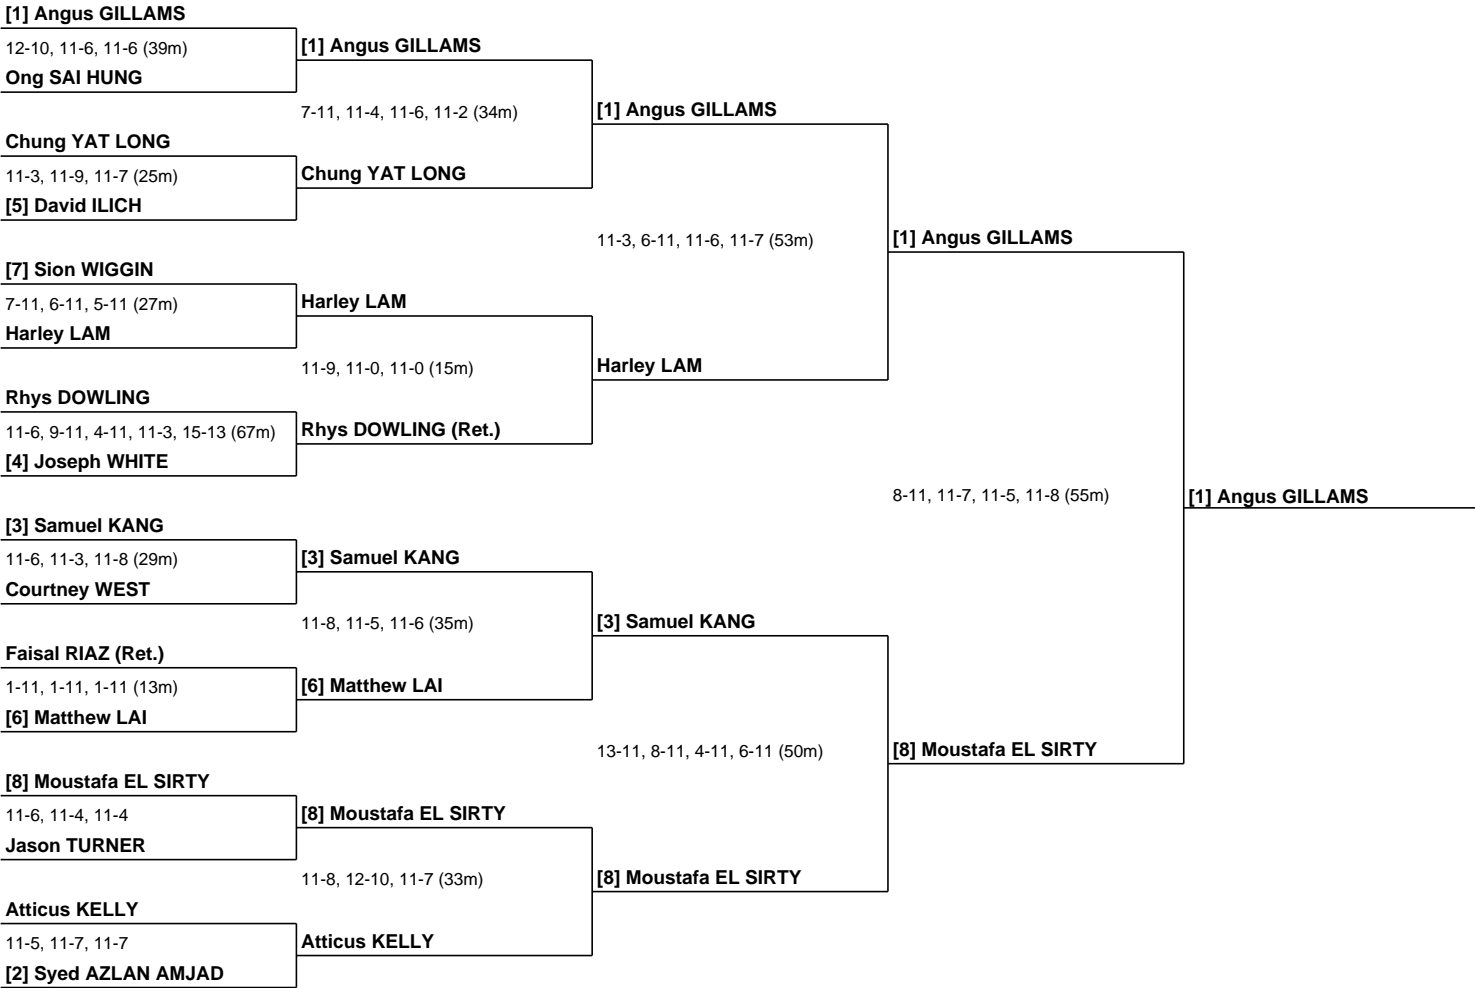 [1] Angus GILLAMS
12-10, 11-6, 11-6 (39m)
Ong SAI HUNG
Chung YAT LONG
11-3, 11-9, 11-7 (25m)
[5] David ILICH
[7] Sion WIGGIN
7-11, 6-11, 5-11 (27m)
Harley LAM
Rhys DOWLING
11-6, 9-11, 4-11, 11-3, 15-13 (67m)
[4] Joseph WHITE
[3] Samuel KANG
11-6, 11-3, 11-8 (29m)
Courtney WEST
Faisal RIAZ (Ret.)
1-11, 1-11, 1-11 (13m)
[6] Matthew LAI
[8] Moustafa EL SIRTY
11-6, 11-4, 11-4
Jason TURNER
Atticus KELLY
11-5, 11-7, 11-7
[2] Syed AZLAN AMJAD
[1] Angus GILLAMS
7-11, 11-4, 11-6, 11-2 (34m)
Chung YAT LONG
Harley LAM
11-9, 11-0, 11-0 (15m)
Rhys DOWLING (Ret.)
[3] Samuel KANG
11-8, 11-5, 11-6 (35m)
[6] Matthew LAI
[8] Moustafa EL SIRTY
11-8, 12-10, 11-7 (33m)
Atticus KELLY
[1] Angus GILLAMS
11-3, 6-11, 11-6, 11-7 (53m)
Harley LAM
[3] Samuel KANG
13-11, 8-11, 4-11, 6-11 (50m)
[8] Moustafa EL SIRTY
[1] Angus GILLAMS
8-11, 11-7, 11-5, 11-8 (55m)
[8] Moustafa EL SIRTY
[1] Angus GILLAMS